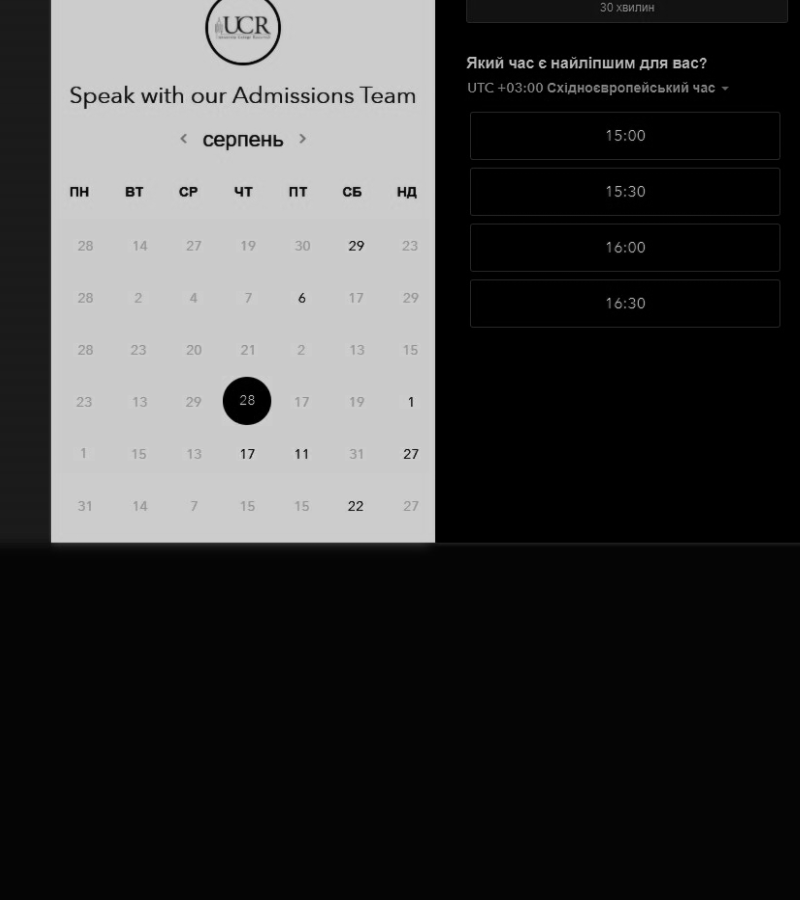 UCR
Speak with our Admissions Team
серпень
ПН ВТ СР ЧТ ПТ СБ НД
28 14 27 19 30 29 23
28 2 4 7 6 17 29
28 23 20 21 2 13 15
23 13 29 28 17 19 1
1 15 13 17 11 31 27
31 14 7 15 15 22 27
30 хвилин
Який час є найліпшим для вас?
UTC +03:00 Східноєвропейський час
15:00
15:30
16:00
16:30